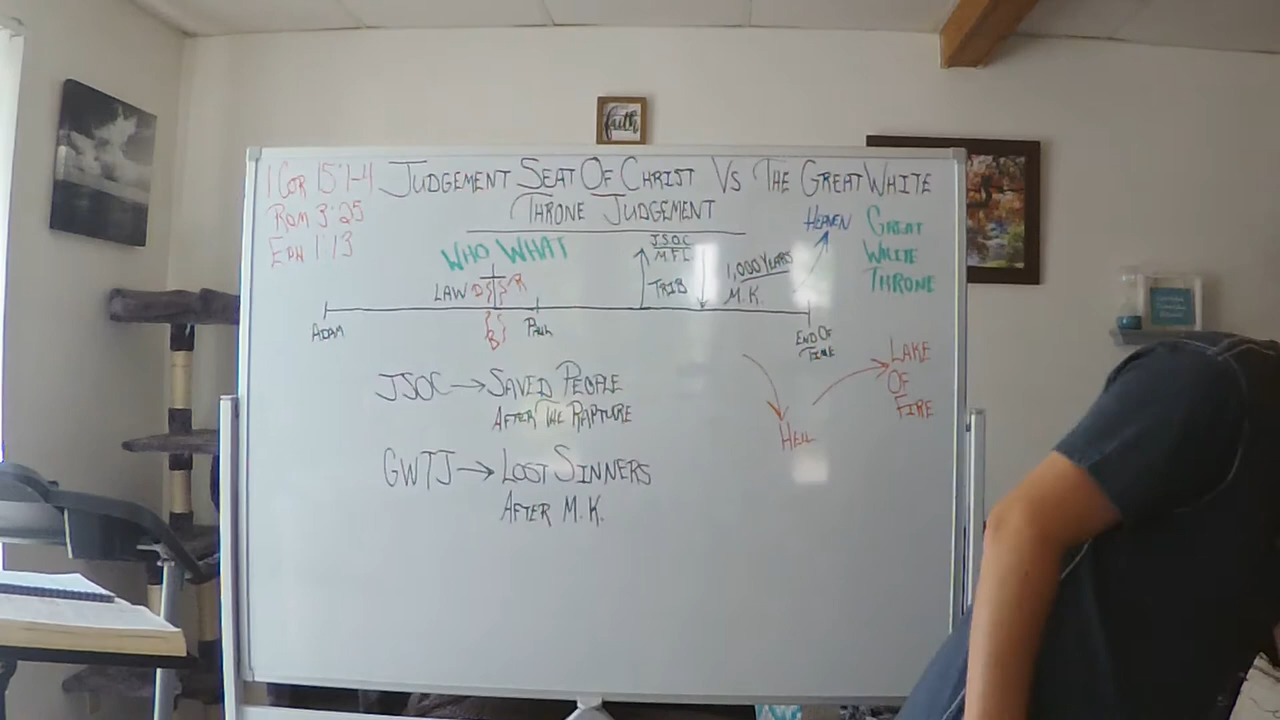 faith
1 COR 15:1-4
ROM 3:25
EPH 1:13
JUDGEMENT SEAT OF CHRIST VS THE GREAT WHITE
THRONE JUDGEMENT
WHO WHAT
J.S.O.C
M.F.L
TRIB
1,000 YEARS
M.K.
HEAVEN
GREAT
WHITE
THRONE
LAW D R
B
ADAM
PAUL
END OF
TIME
JSOC → SAVED PEOPLE
AFTER THE RAPTURE
GWTJ → LOST SINNERS
AFTER M.K.
HELL
LAKE
OF
FIRE